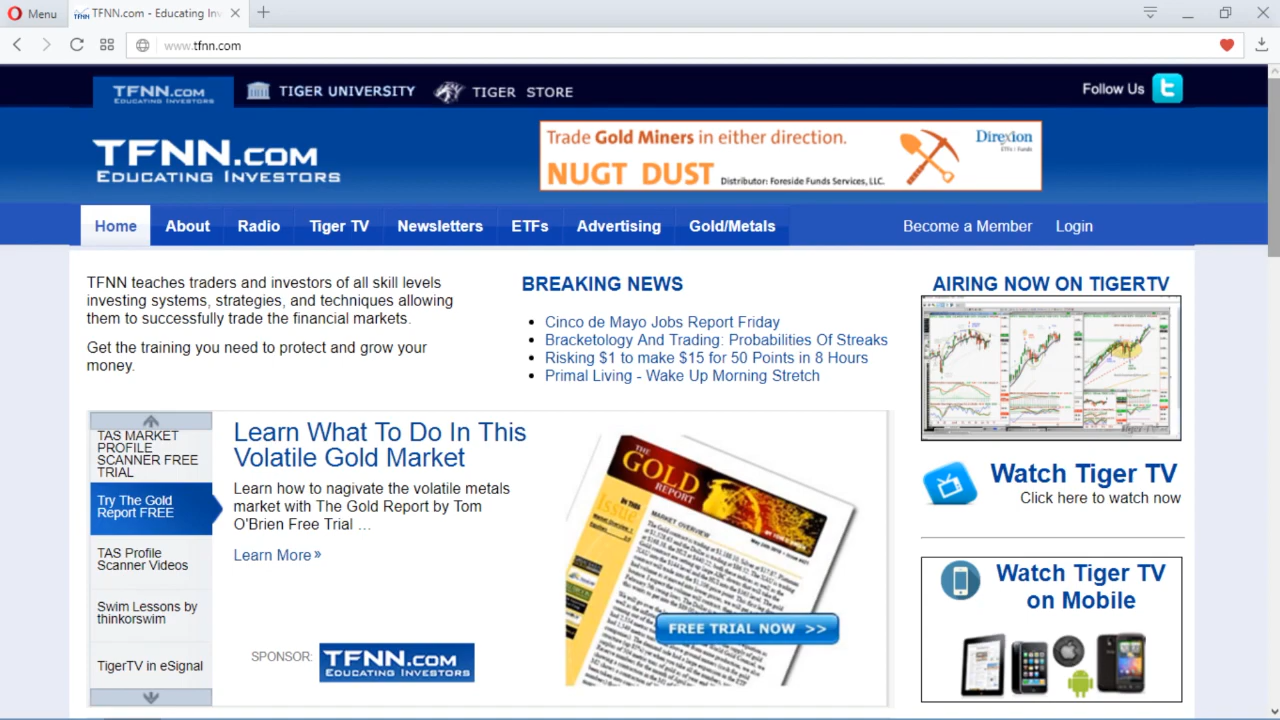 Menu
TFNN.com - Educating Inv
www.tfnn.com
TFNN.COM
EDUCATING INVESTORS
TIGER UNIVERSITY
TIGER STORE
Follow Us
TFNN.COM
EDUCATING INVESTORS
Trade Gold Miners in either direction.
NUGT DUST
Distributor: Foreside Funds Services, LLC.
Direxion
ETFs | Funds
Home
About
Radio
Tiger TV
Newsletters
ETFs
Advertising
Gold/Metals
Become a Member
Login
TFNN teaches traders and investors of all skill levels
investing systems, strategies, and techniques allowing
them to successfully trade the financial markets.
Get the training you need to protect and grow your
money.
BREAKING NEWS
Cinco de Mayo Jobs Report Friday
Bracketology And Trading: Probabilities Of Streaks
Risking $1 to make $15 for 50 Points in 8 Hours
Primal Living - Wake Up Morning Stretch
AIRING NOW ON TIGERTV
Watch Tiger TV
Click here to watch now
Watch Tiger TV
on Mobile
TAS MARKET
PROFILE
SCANNER FREE
TRIAL
Try The Gold
Report FREE
TAS Profile
Scanner Videos
Swim Lessons by
thinkorswim
TigerTV in eSignal
Learn What To Do In This
Volatile Gold Market
Learn how to nagivate the volatile metals
market with The Gold Report by Tom
O'Brien Free Trial ...
Learn More »
SPONSOR:
TFNN.COM
EDUCATING INVESTORS
THE
GOLD
REPORT
MARKET OVERVIEW
FREE TRIAL NOW >>